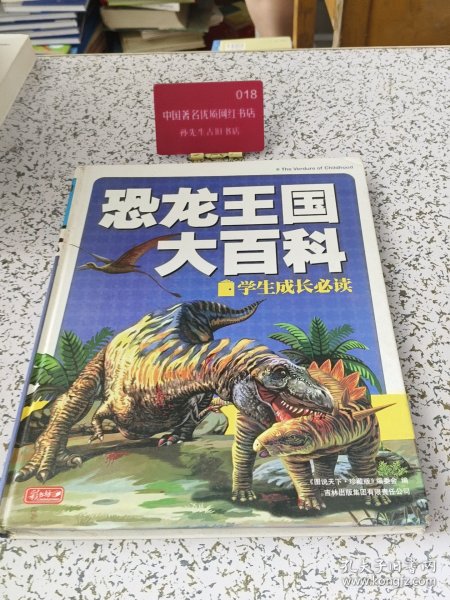 018
中国著名优质网红书店
孙先生古旧书店
The Verdure of Childhood
恐龙王国
大百科
学生成长必读
《图说天下·珍藏版》编委会 编
吉林出版集团有限责任公司
孔夫子旧书网
book.kongfz.com